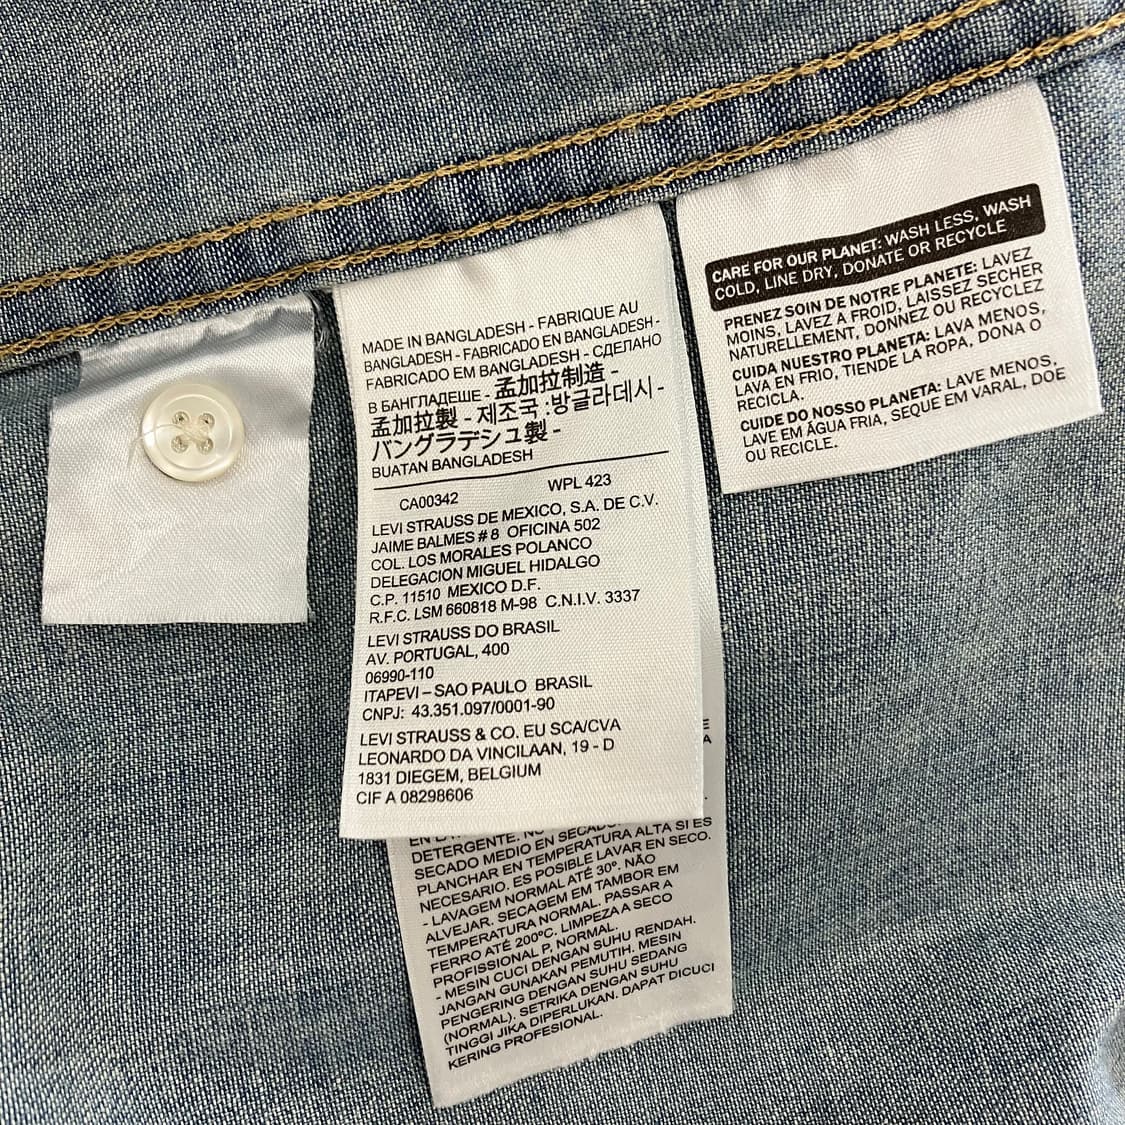 MADE IN BANGLADESH - FABRIQUE AU
BANGLADESH - FABRICADO EN BANGLADESH -
FABRICADO EM BANGLADESH - СДЕЛАНО
В БАНГЛАДЕШЕ - 孟加拉制造 -
孟加拉製 - 제조국 :방글라데시 -
バングラデシュ製 -
BUATAN BANGLADESH
CA00342 WPL 423
LEVI STRAUSS DE MEXICO, S.A. DE C.V.
JAIME BALMES # 8 OFICINA 502
COL. LOS MORALES POLANCO
DELEGACION MIGUEL HIDALGO
C.P. 11510 MEXICO D.F.
R.F.C. LSM 660818 M-98 C.N.I.V. 3337
LEVI STRAUSS DO BRASIL
AV. PORTUGAL, 400
06990-110
ITAPEVI – SAO PAULO BRASIL
CNPJ: 43.351.097/0001-90
LEVI STRAUSS & CO. EU SCA/CVA
LEONARDO DA VINCILAAN, 19 - D
1831 DIEGEM, BELGIUM
CIF A 08298606
DETERGENTE.
SECADO MEDIO EN
PLANCHAR EN TEMPERATURA ALTA SI ES
NECESARIO. ES POSIBLE LAVAR EN SECO.
- LAVAGEM NORMAL ATÉ 30º. NÃO
ALVEJAR. SECAGEM EM TAMBOR EM
TEMPERATURA NORMAL. PASSAR A
FERRO ATÉ 200ºC. LIMPEZA A SECO
PROFISSIONAL P, NORMAL.
- MESIN CUCI DENGAN SUHU RENDAH.
JANGAN GUNAKAN PEMUTIH. MESIN
PENGERING DENGAN SUHU SEDANG
(NORMAL). SETRIKA DENGAN SUHU
TINGGI JIKA DIPERLUKAN. DAPAT DICUCI
KERING PROFESIONAL.
CARE FOR OUR PLANET: WASH LESS, WASH
COLD, LINE DRY, DONATE OR RECYCLE
PRENEZ SOIN DE NOTRE PLANETE: LAVEZ
MOINS, LAVEZ A FROID, LAISSEZ SECHER
NATURELLEMENT, DONNEZ OU RECYCLEZ
CUIDA NUESTRO PLANETA: LAVA MENOS,
LAVA EN FRIO, TIENDE LA ROPA, DONA O
RECICLA.
CUIDE DO NOSSO PLANETA: LAVE MENOS,
LAVE EM ÁGUA FRIA, SEQUE EM VARAL, DOE
OU RECICLE.